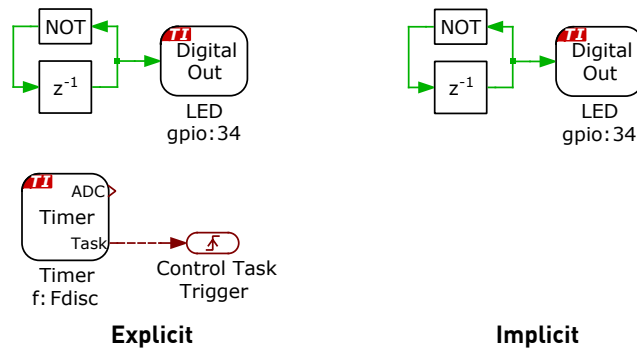 NOT
TI
Digital
Out
z-1
LED
gpio:34
NOT
TI
Digital
Out
z-1
LED
gpio:34
TI
ADC
Timer
Task
Timer
f: Fdisc
Control Task
Trigger
Explicit
Implicit